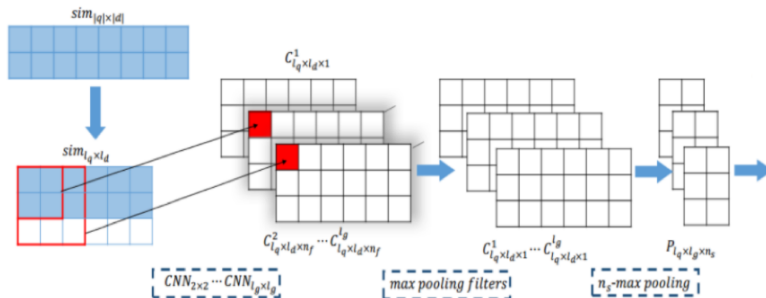 sim_{|q|×|d|}
C^1_{l_q×l_d×1}
sim_{l_q×l_d}
C^2_{l_q×l_d×n_f} ⋯ C^{l_g}_{l_q×l_d×n_f}
C^1_{l_q×l_d×1} ⋯ C^{l_g}_{l_q×l_d×1}
P_{l_q×l_g×n_s}
CNN_{2×2} ⋯ CNN_{l_g×l_g}
max pooling filters
n_s-max pooling